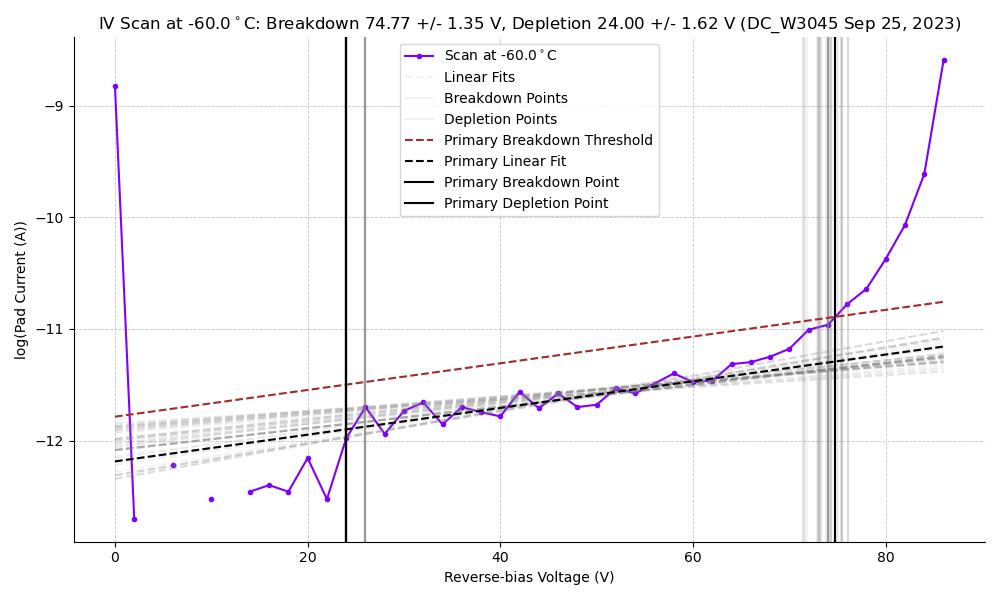 IV Scan at -60.0°C: Breakdown 74.77 +/- 1.35 V, Depletion 24.00 +/- 1.62 V (DC_W3045 Sep 25, 2023)
Scan at -60.0°C
Linear Fits
Breakdown Points
Depletion Points
Primary Breakdown Threshold
Primary Linear Fit
Primary Breakdown Point
Primary Depletion Point
log(Pad Current (A))
−9
−10
−11
−12
0 20 40 60 80
Reverse-bias Voltage (V)